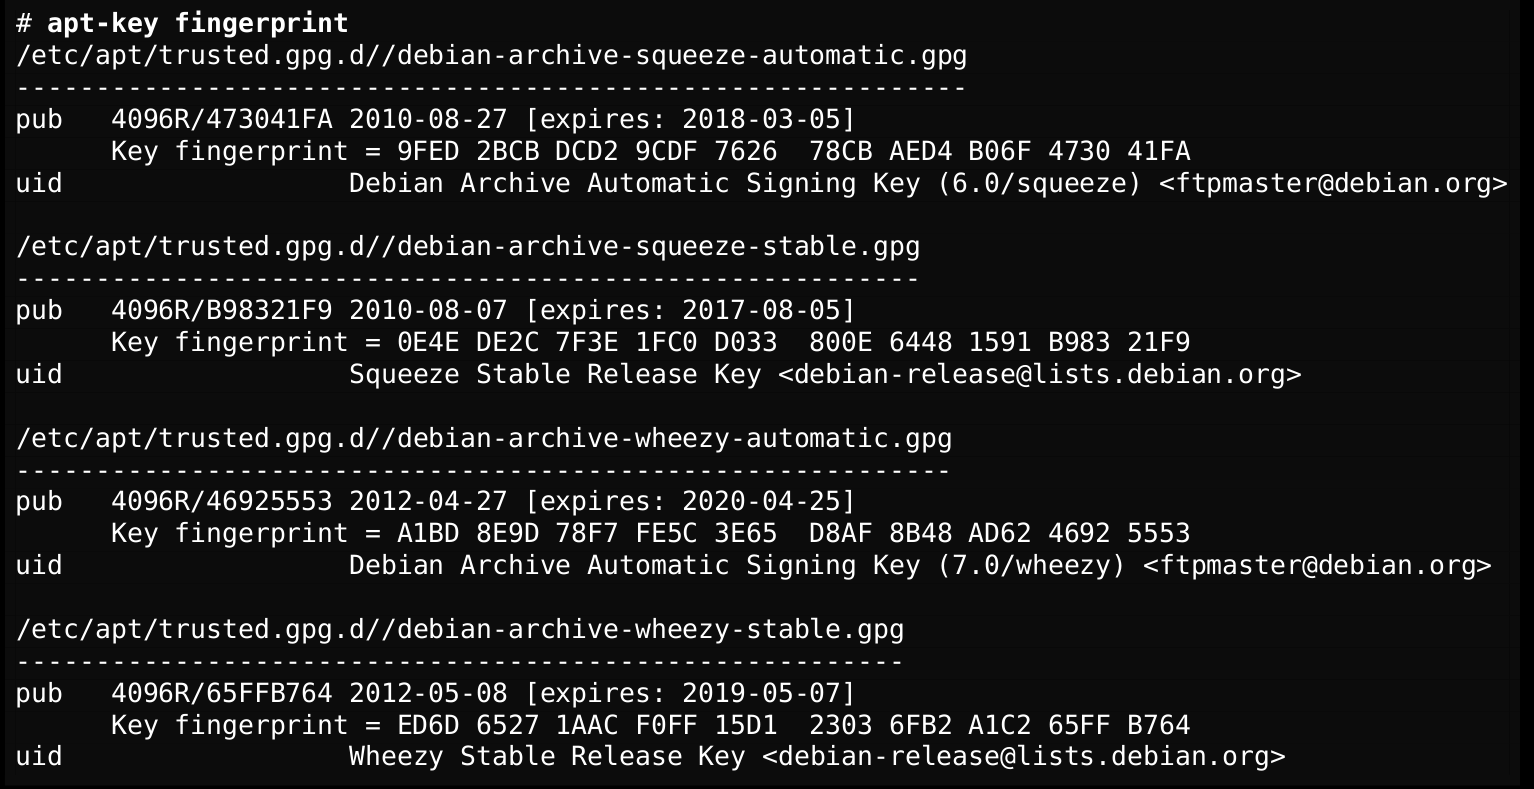 # apt-key fingerprint
/etc/apt/trusted.gpg.d//debian-archive-squeeze-automatic.gpg
------------------------------------------------------------
pub   4096R/473041FA 2010-08-27 [expires: 2018-03-05]
      Key fingerprint = 9FED 2BCB DCD2 9CDF 7626  78CB AED4 B06F 4730 41FA
uid                  Debian Archive Automatic Signing Key (6.0/squeeze) <ftpmaster@debian.org>

/etc/apt/trusted.gpg.d//debian-archive-squeeze-stable.gpg
---------------------------------------------------------
pub   4096R/B98321F9 2010-08-07 [expires: 2017-08-05]
      Key fingerprint = 0E4E DE2C 7F3E 1FC0 D033  800E 6448 1591 B983 21F9
uid                  Squeeze Stable Release Key <debian-release@lists.debian.org>

/etc/apt/trusted.gpg.d//debian-archive-wheezy-automatic.gpg
-----------------------------------------------------------
pub   4096R/46925553 2012-04-27 [expires: 2020-04-25]
      Key fingerprint = A1BD 8E9D 78F7 FE5C 3E65  D8AF 8B48 AD62 4692 5553
uid                  Debian Archive Automatic Signing Key (7.0/wheezy) <ftpmaster@debian.org>

/etc/apt/trusted.gpg.d//debian-archive-wheezy-stable.gpg
--------------------------------------------------------
pub   4096R/65FFB764 2012-05-08 [expires: 2019-05-07]
      Key fingerprint = ED6D 6527 1AAC F0FF 15D1  2303 6FB2 A1C2 65FF B764
uid                  Wheezy Stable Release Key <debian-release@lists.debian.org>